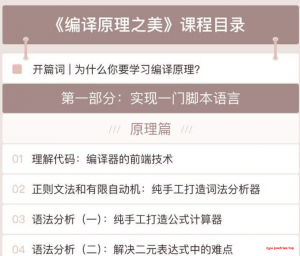 《编译原理之美》课程目录
开篇词 | 为什么你要学习编译原理?
第一部分：实现一门脚本语言
/// 原理篇 ///
01 理解代码：编译器的前端技术
02 正则文法和有限自动机：纯手工打造词法分析器
03 语法分析（一）：纯手工打造公式计算器
04 语法分析（二）：解决二元表达式中的难点